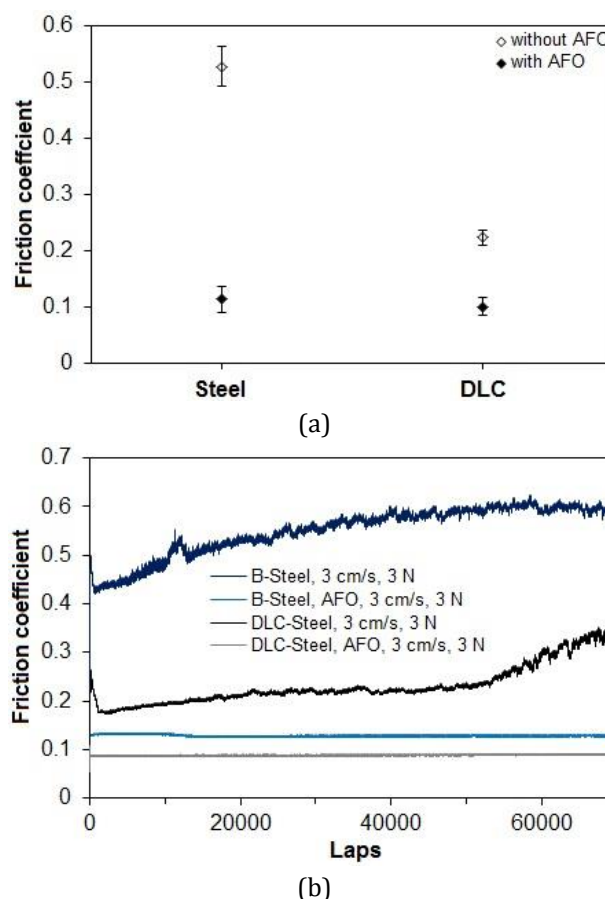 0.6
0.5
0.4
0.3
0.2
0.1
0
Friction coeffcient
without AFO
with AFO
Steel
DLC
(a)
0.7
0.6
0.5
0.4
0.3
0.2
0.1
0
Friction coefficient
B-Steel, 3 cm/s, 3 N
B-Steel, AFO, 3 cm/s, 3 N
DLC-Steel, 3 cm/s, 3 N
DLC-Steel, AFO, 3 cm/s, 3 N
0 20000 40000 60000
Laps
(b)